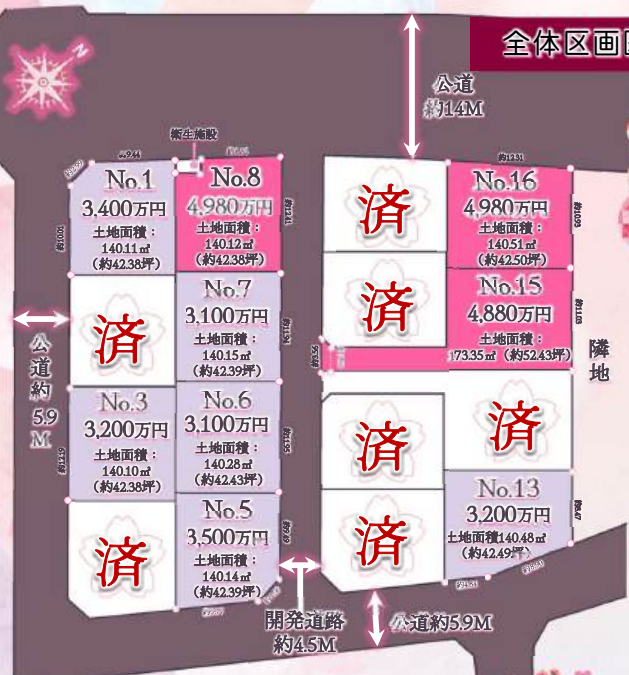 全体区画
N
公道
約14M
衛生施設
No.1
3,400万円
土地面積：
140.11㎡
（約42.38坪）
No.8
4,980万円
土地面積：
140.12㎡
（約42.38坪）
済
No.16
4,980万円
土地面積：
140.51㎡
（約42.50坪）
済
No.7
3,100万円
土地面積：
140.15㎡
（約42.39坪）
済
No.15
4,880万円
土地面積：
173.35㎡（約52.43坪）
隣地
公道約5.9M
No.3
3,200万円
土地面積：
140.10㎡
（約42.38坪）
No.6
3,100万円
土地面積：
140.28㎡
（約42.43坪）
済
済
済
No.5
3,500万円
土地面積：
140.14㎡
（約42.39坪）
済
No.13
3,200万円
土地面積140.48㎡
（約42.49坪）
開発道路
約4.5M
公道約5.9M